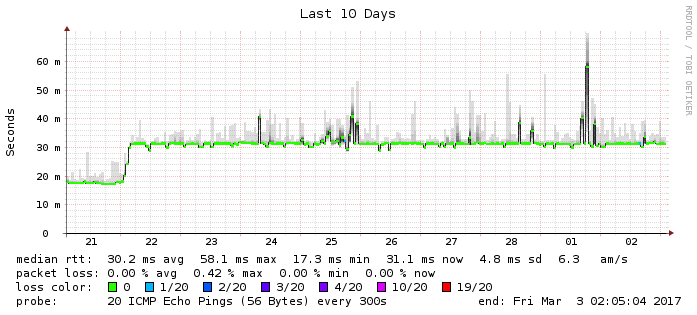 Last 10 Days
RRDTOOL / TOBI OETIKER
Seconds
60 m
50 m
40 m
30 m
20 m
10 m
0
21 22 23 24 25 26 27 28 01 02
median rtt: 30.2 ms avg 58.1 ms max 17.3 ms min 31.1 ms now 4.8 ms sd 6.3 am/s
packet loss: 0.00 % avg 0.42 % max 0.00 % min 0.00 % now
loss color: 0 1/20 2/20 3/20 4/20 10/20 19/20
probe: 20 ICMP Echo Pings (56 Bytes) every 300s end: Fri Mar 3 02:05:04 2017